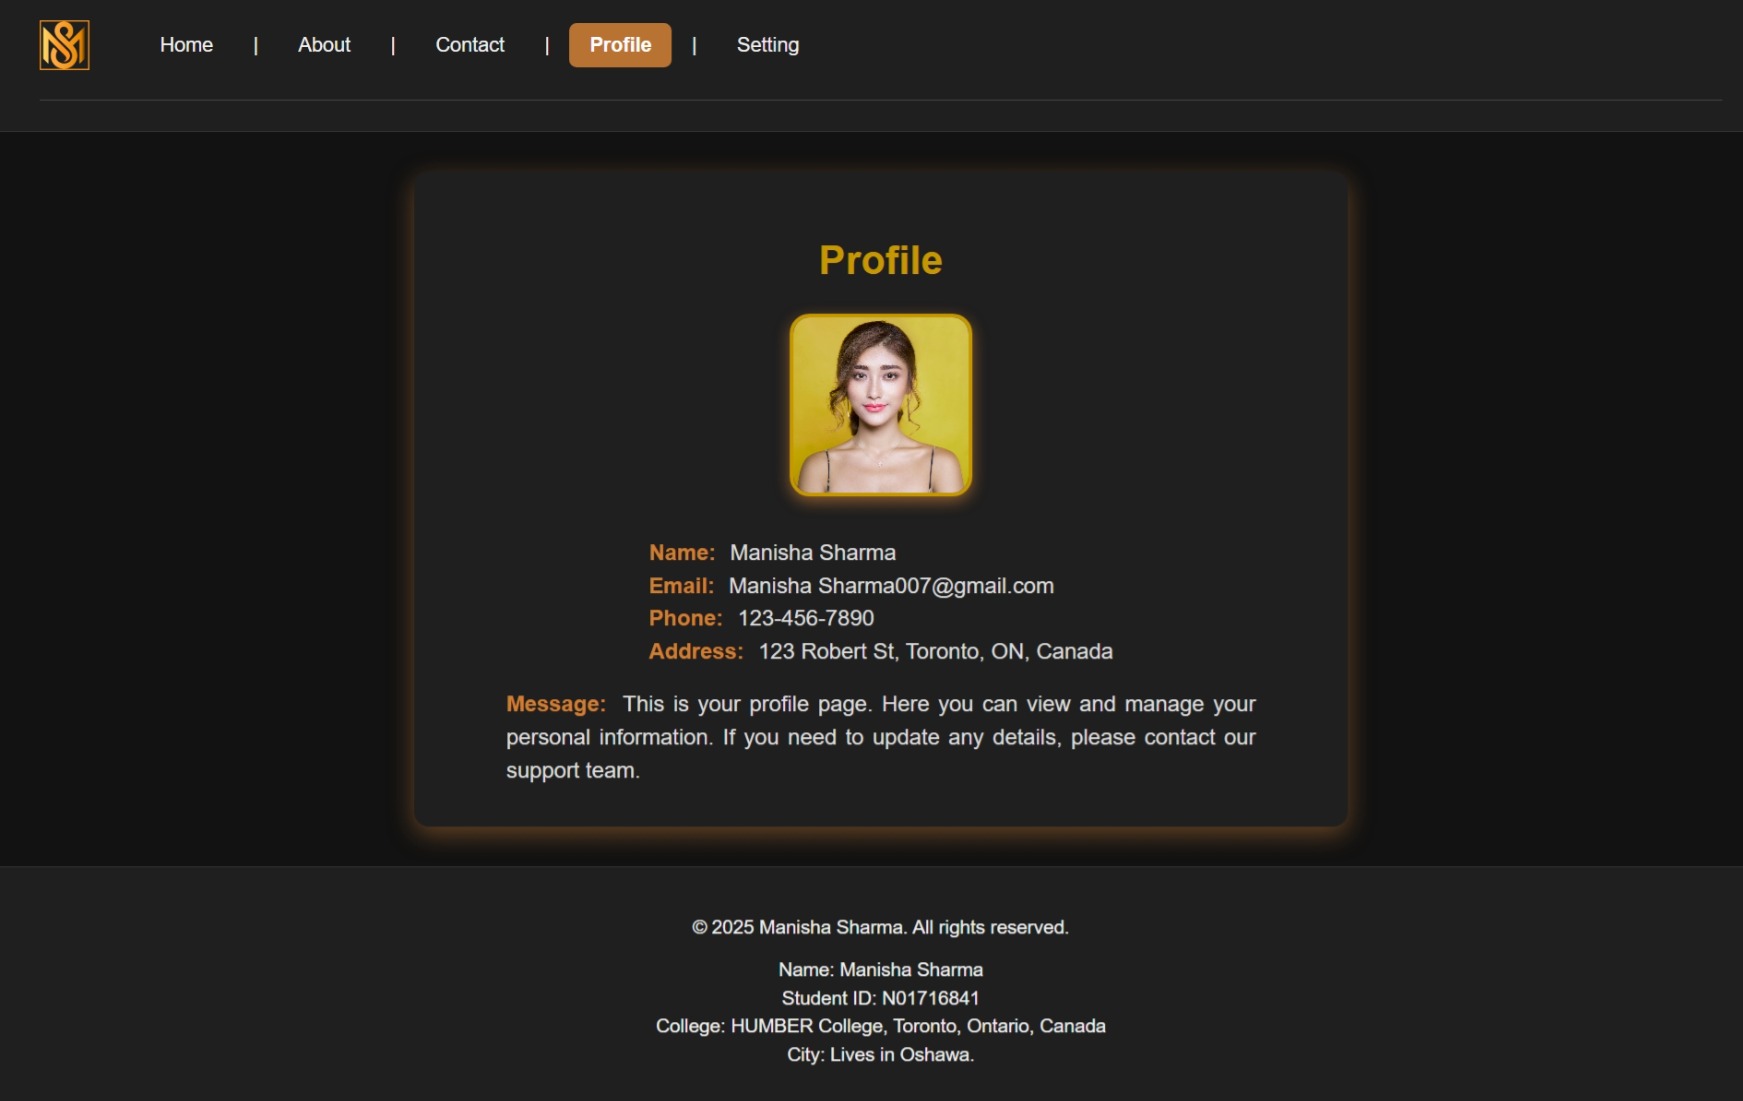 Home | About | Contact | Profile | Setting
Profile
Name: Manisha Sharma
Email: Manisha Sharma007@gmail.com
Phone: 123-456-7890
Address: 123 Robert St, Toronto, ON, Canada
Message: This is your profile page. Here you can view and manage your
personal information. If you need to update any details, please contact our
support team.
© 2025 Manisha Sharma. All rights reserved.
Name: Manisha Sharma
Student ID: N01716841
College: HUMBER College, Toronto, Ontario, Canada
City: Lives in Oshawa.